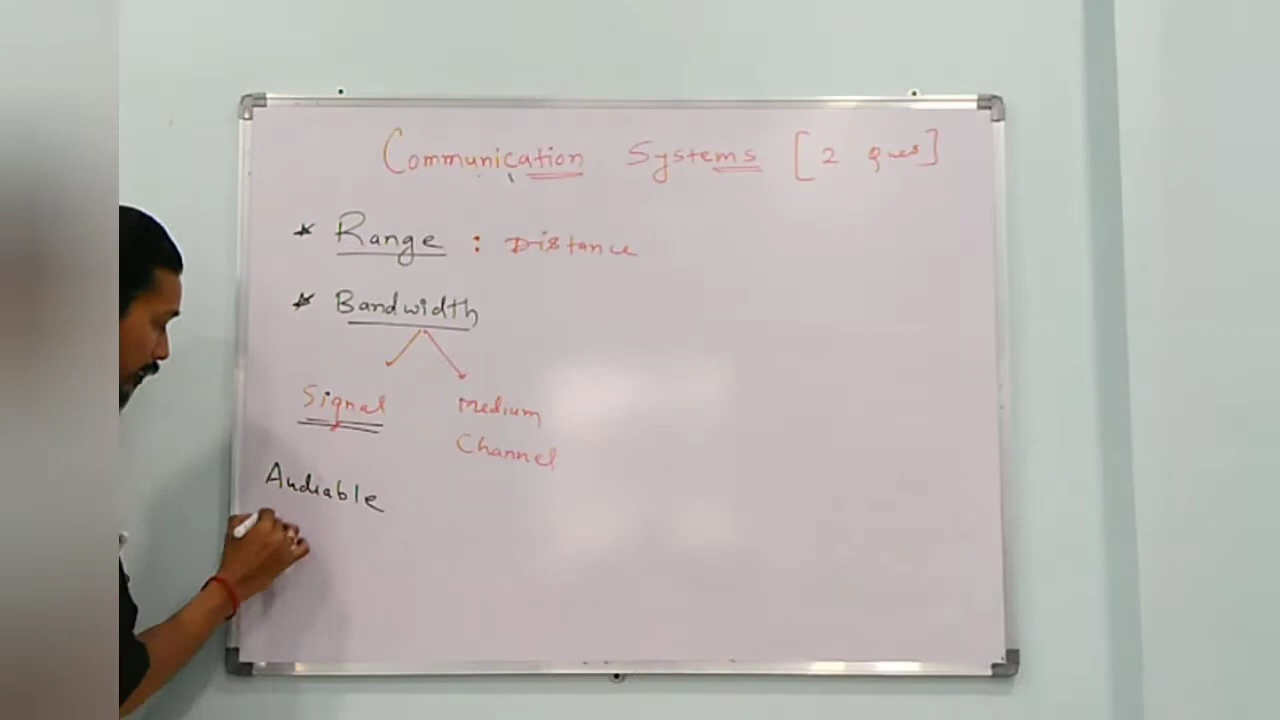 Communication Systems [2 Ques]
* Range : Distance
* Bandwidth
Signal Medium
Channel
Audiable